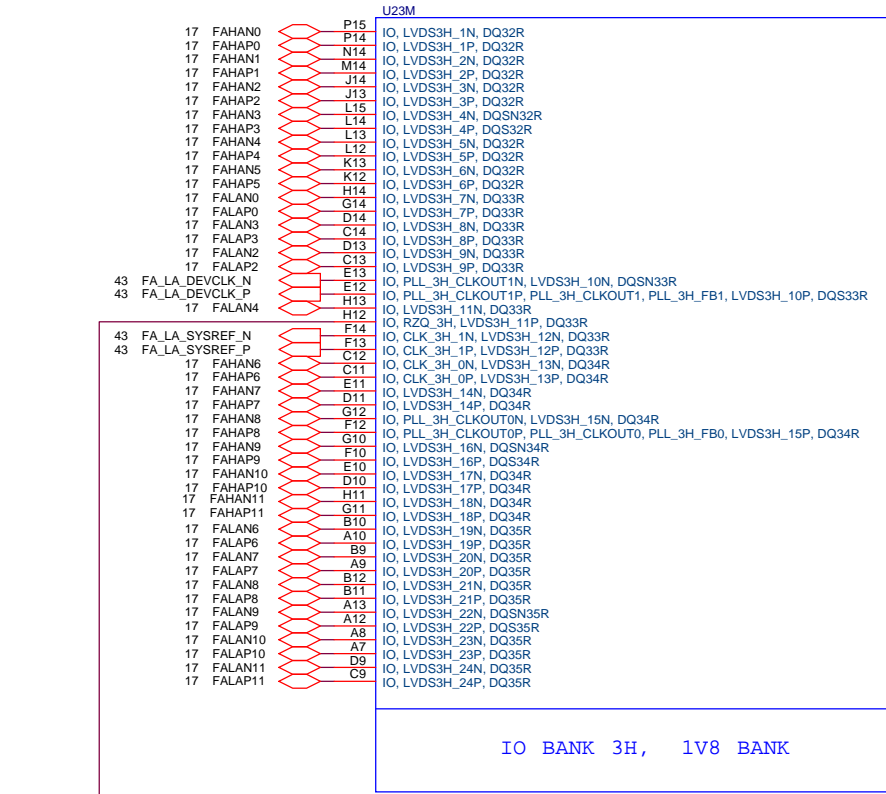 U23M
17 FAHAN0 P15 IO, LVDS3H_1N, DQ32R
17 FAHAP0 P14 IO, LVDS3H_1P, DQ32R
17 FAHAN1 N14 IO, LVDS3H_2N, DQ32R
17 FAHAP1 M14 IO, LVDS3H_2P, DQ32R
17 FAHAN2 J14 IO, LVDS3H_3N, DQ32R
17 FAHAP2 J13 IO, LVDS3H_3P, DQ32R
17 FAHAN3 L15 IO, LVDS3H_4N, DQSN32R
17 FAHAP3 L14 IO, LVDS3H_4P, DQS32R
17 FAHAN4 L13 IO, LVDS3H_5N, DQ32R
17 FAHAP4 L12 IO, LVDS3H_5P, DQ32R
17 FAHAN5 K13 IO, LVDS3H_6N, DQ32R
17 FAHAP5 K12 IO, LVDS3H_6P, DQ32R
17 FALAN0 H14 IO, LVDS3H_7N, DQ33R
17 FALAP0 G14 IO, LVDS3H_7P, DQ33R
17 FALAN3 D14 IO, LVDS3H_8N, DQ33R
17 FALAP3 C14 IO, LVDS3H_8P, DQ33R
17 FALAN2 D13 IO, LVDS3H_9N, DQ33R
17 FALAP2 C13 IO, LVDS3H_9P, DQ33R
43 FA_LA_DEVCLK_N E13 IO, PLL_3H_CLKOUT1N, LVDS3H_10N, DQSN33R
43 FA_LA_DEVCLK_P E12 IO, PLL_3H_CLKOUT1P, PLL_3H_CLKOUT1, PLL_3H_FB1, LVDS3H_10P, DQS33R
17 FALAN4 H13 IO, LVDS3H_11N, DQ33R
H12 IO, RZQ_3H, LVDS3H_11P, DQ33R
43 FA_LA_SYSREF_N F14 IO, CLK_3H_1N, LVDS3H_12N, DQ33R
43 FA_LA_SYSREF_P F13 IO, CLK_3H_1P, LVDS3H_12P, DQ33R
17 FAHAN6 C12 IO, CLK_3H_0N, LVDS3H_13N, DQ34R
17 FAHAP6 C11 IO, CLK_3H_0P, LVDS3H_13P, DQ34R
17 FAHAN7 E11 IO, LVDS3H_14N, DQ34R
17 FAHAP7 D11 IO, LVDS3H_14P, DQ34R
17 FAHAN8 G12 IO, PLL_3H_CLKOUT0N, LVDS3H_15N, DQ34R
17 FAHAP8 F12 IO, PLL_3H_CLKOUT0P, PLL_3H_CLKOUT0, PLL_3H_FB0, LVDS3H_15P, DQ34R
17 FAHAN9 G10 IO, LVDS3H_16N, DQSN34R
17 FAHAP9 F10 IO, LVDS3H_16P, DQS34R
17 FAHAN10 E10 IO, LVDS3H_17N, DQ34R
17 FAHAP10 D10 IO, LVDS3H_17P, DQ34R
17 FAHAN11 H11 IO, LVDS3H_18N, DQ34R
17 FAHAP11 G11 IO, LVDS3H_18P, DQ34R
17 FALAN6 B10 IO, LVDS3H_19N, DQ35R
17 FALAP6 A10 IO, LVDS3H_19P, DQ35R
17 FALAN7 B9 IO, LVDS3H_20N, DQ35R
17 FALAP7 A9 IO, LVDS3H_20P, DQ35R
17 FALAN8 B12 IO, LVDS3H_21N, DQ35R
17 FALAP8 B11 IO, LVDS3H_21P, DQ35R
17 FALAN9 A13 IO, LVDS3H_22N, DQSN35R
17 FALAP9 A12 IO, LVDS3H_22P, DQS35R
17 FALAN10 A8 IO, LVDS3H_23N, DQ35R
17 FALAP10 A7 IO, LVDS3H_23P, DQ35R
17 FALAN11 D9 IO, LVDS3H_24N, DQ35R
17 FALAP11 C9 IO, LVDS3H_24P, DQ35R
IO BANK 3H, 1V8 BANK